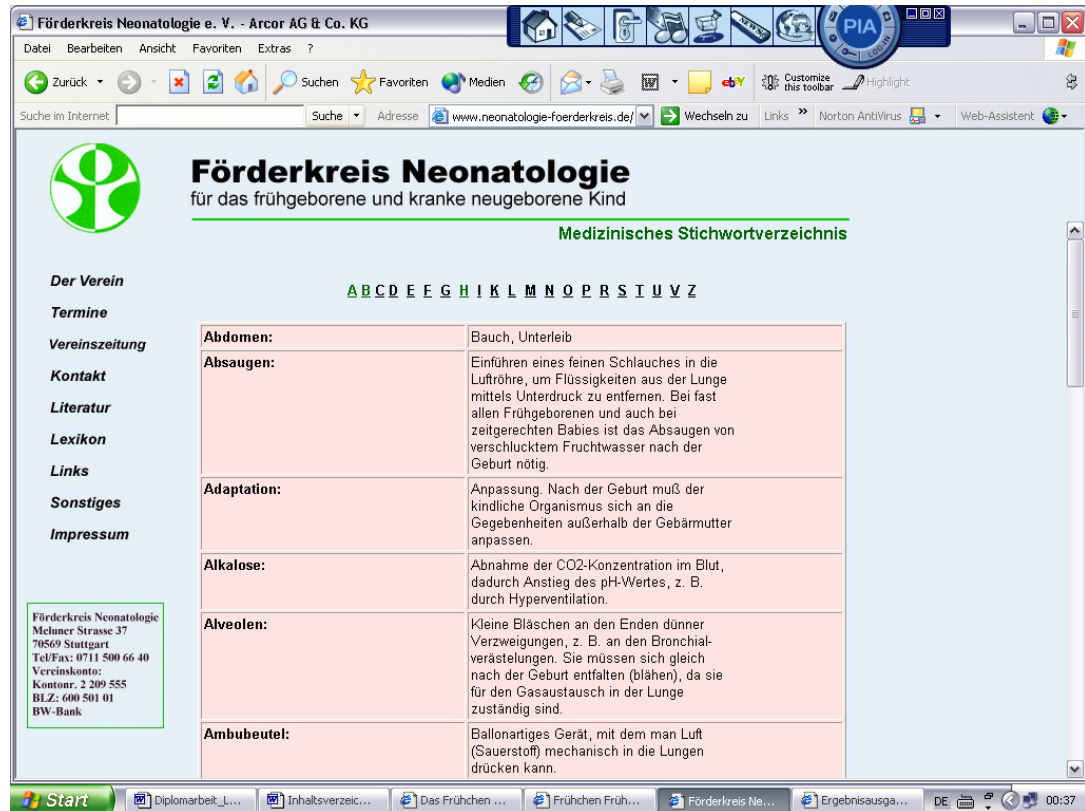 Förderkreis Neonatologie e. V. - Arcor AG & Co. KG
PIA
LOG-IN
Datei Bearbeiten Ansicht Favoriten Extras ?
Zurück Suchen Favoriten Medien ebY Customize this toolbar Highlight
Suche im Internet Suche Adresse www.neonatologie-foerderkreis.de/ Wechseln zu Links » Norton AntiVirus Web-Assistent
Förderkreis Neonatologie
für das frühgeborene und kranke neugeborene Kind
Medizinisches Stichwortverzeichnis
A B C D E F G H I K L M N O P R S T U V Z
Der Verein
Termine
Vereinszeitung
Kontakt
Literatur
Lexikon
Links
Sonstiges
Impressum
Förderkreis Neonatologie
Meluner Strasse 37
70569 Stuttgart
Tel/Fax: 0711 500 66 40
Vereinskonto:
Kontonr. 2 209 555
BLZ: 600 501 01
BW-Bank
Abdomen:
Bauch, Unterleib
Absaugen:
Einführen eines feinen Schlauches in die
Luftröhre, um Flüssigkeiten aus der Lunge
mittels Unterdruck zu entfernen. Bei fast
allen Frühgeborenen und auch bei
zeitgerechten Babies ist das Absaugen von
verschlucktem Fruchtwasser nach der
Geburt nötig.
Adaptation:
Anpassung. Nach der Geburt muß der
kindliche Organismus sich an die
Gegebenheiten außerhalb der Gebärmutter
anpassen.
Alkalose:
Abnahme der CO2-Konzentration im Blut,
dadurch Anstieg des pH-Wertes, z. B.
durch Hyperventilation.
Alveolen:
Kleine Bläschen an den Enden dünner
Verzweigungen, z. B. an den Bronchial-
verästelungen. Sie müssen sich gleich
nach der Geburt entfalten (blähen), da sie
für den Gasaustausch in der Lunge
zuständig sind.
Ambubeutel:
Ballonartiges Gerät, mit dem man Luft
(Sauerstoff) mechanisch in die Lungen
drücken kann.
Start Diplomarbeit_L... Inhaltsverzeic... Das Frühchen ... Frühchen Früh... Förderkreis Ne... Ergebnisausga... DE 00:37